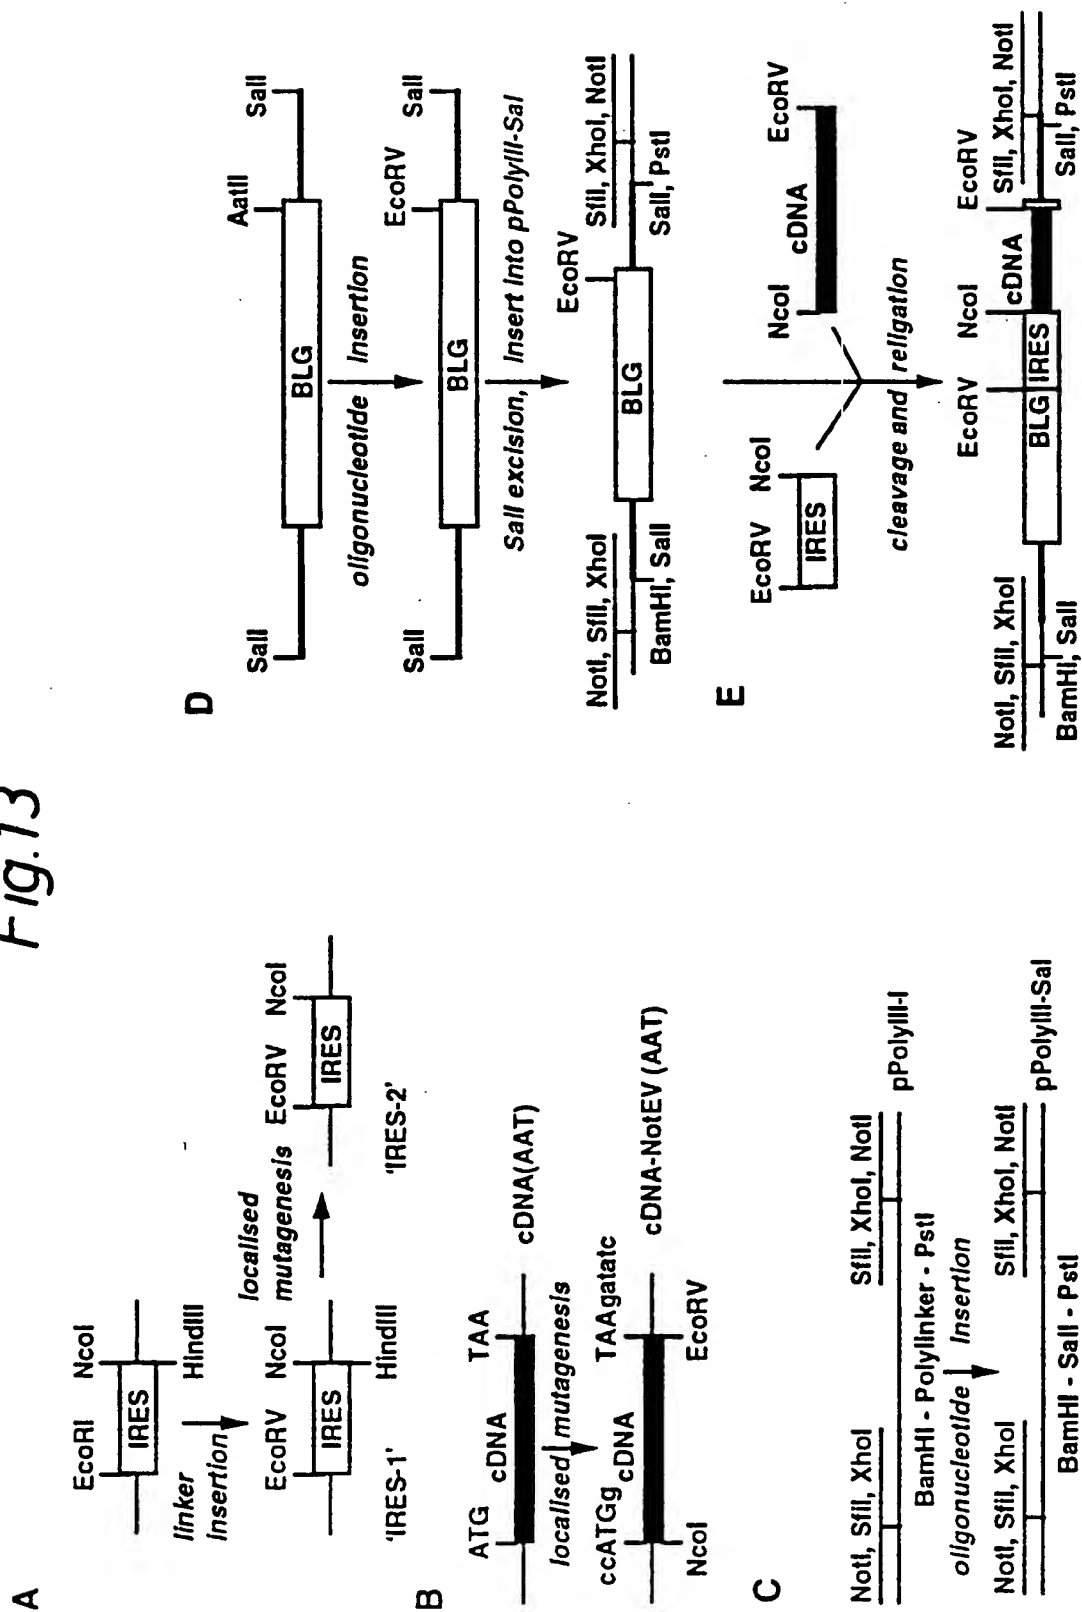 Fig.13
A
EcoRI NcoI
IRES
HindIII
linker
insertion
EcoRV NcoI
IRES
HindIII
'IRES-1'
localised
mutagenesis
EcoRV NcoI
IRES
'IRES-2'
B
ATG cDNA TAA
cDNA(AAT)
localised mutagenesis
ccATGg cDNA TAAgatatc
NcoI EcoRV
cDNA-NotEV (AAT)
C
NotI, SfiI, XhoI SfiI, XhoI, NotI
pPolyIII-I
BamHI - Polylinker - PstI
oligonucleotide Insertion
NotI, SfiI, XhoI SfiI, XhoI, NotI
pPolyIII-Sal
BamHI - SalI - PstI
D
SalI AatII SalI
BLG
oligonucleotide Insertion
SalI EcoRV SalI
BLG
SalI excision, Insert into pPolyIII-Sal
EcoRV
NotI, SfiI, XhoI SfiI, XhoI, NotI
BLG
BamHI, SalI SalI, PstI
E
EcoRV NcoI
IRES
NcoI cDNA EcoRV
cleavage and religation
EcoRV NcoI EcoRV
NotI, SfiI, XhoI cDNA SfiI, XhoI, NotI
BLG IRES
BamHI, SalI SalI, PstI